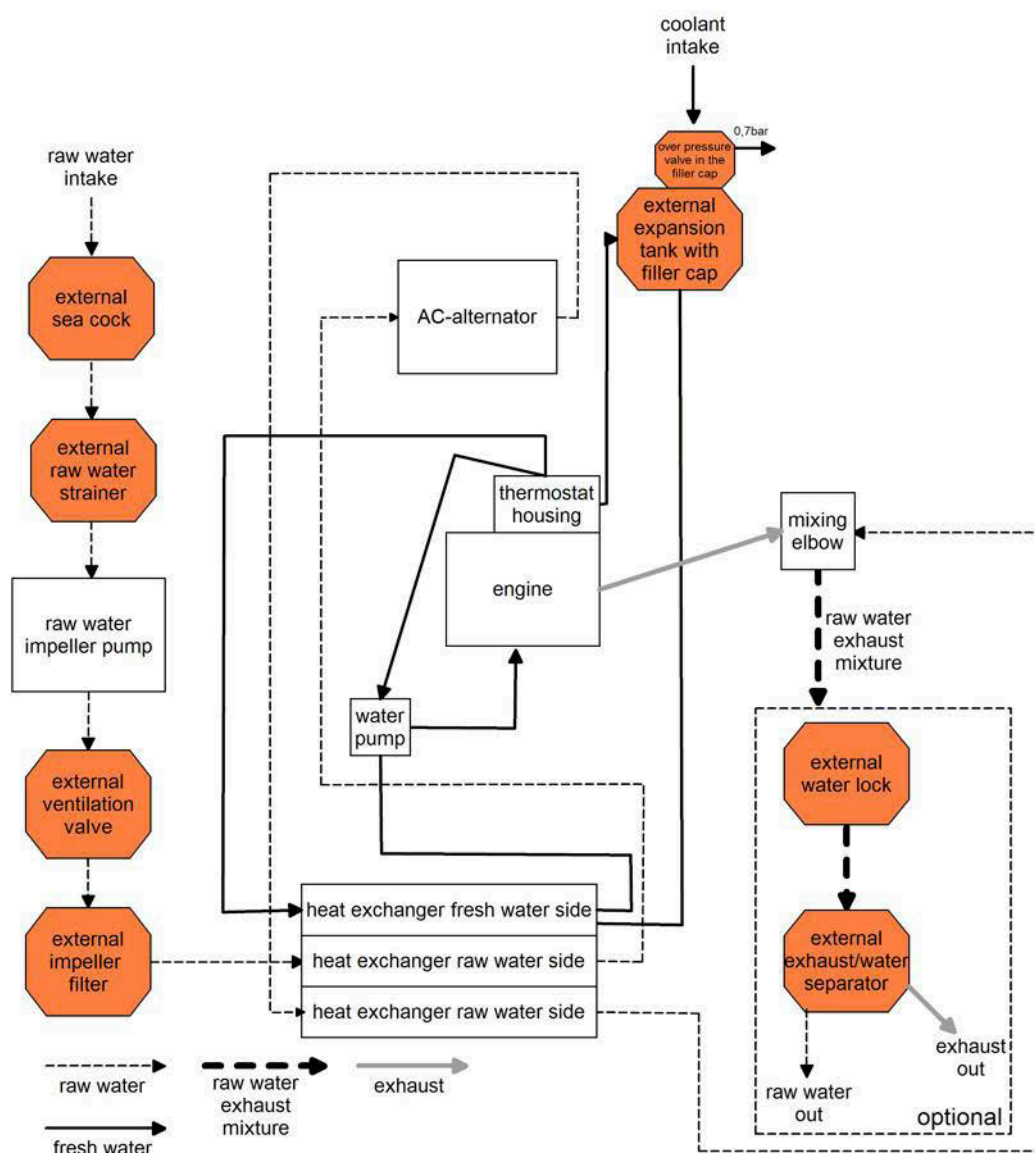 coolant
intake
0,7bar
over pressure
valve in the
filler cap
raw water
intake
external
expansion
tank with
filler cap
external
sea cock
AC-alternator
external
raw water
strainer
thermostat
housing
mixing
elbow
engine
raw water
impeller pump
raw water
exhaust
mixture
water
pump
external
water lock
external
ventilation
valve
heat exchanger fresh water side
external
impeller
filter
heat exchanger raw water side
external
exhaust/water
separator
heat exchanger raw water side
exhaust
out
raw water
out
optional
raw water
raw water
exhaust
mixture
exhaust
fresh water